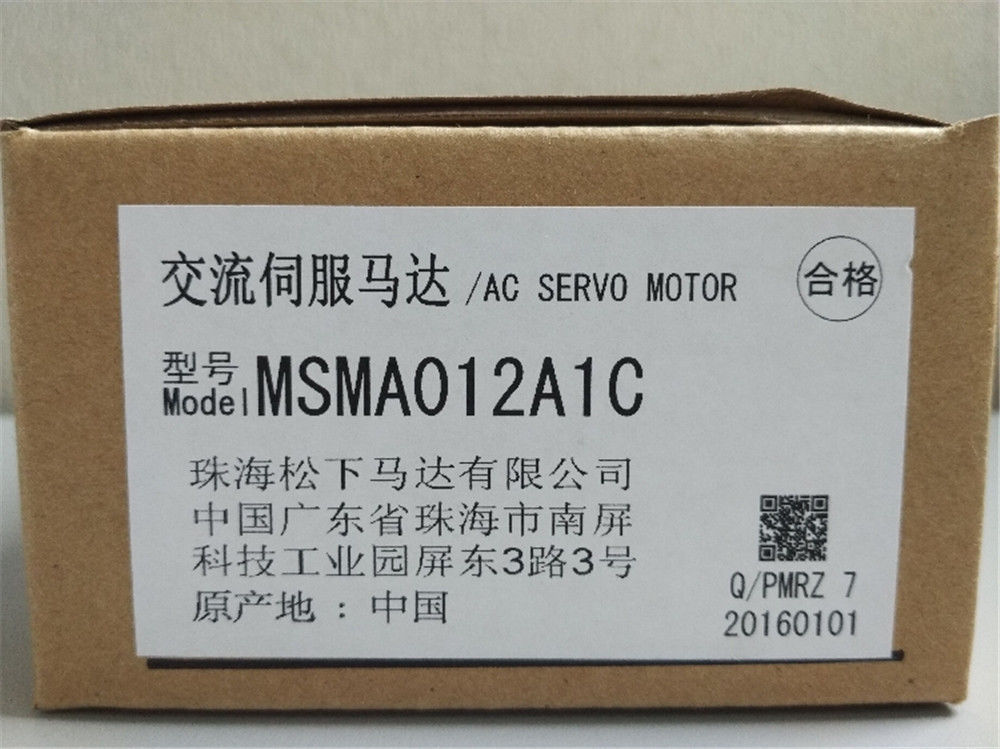 交流伺服马达 /AC SERVO MOTOR
合格
型号
Model MSMA012A1C
珠海松下马达有限公司
中国广东省珠海市南屏
科技工业园屏东3路3号
原产地：中国
Q/PMRZ 7
20160101